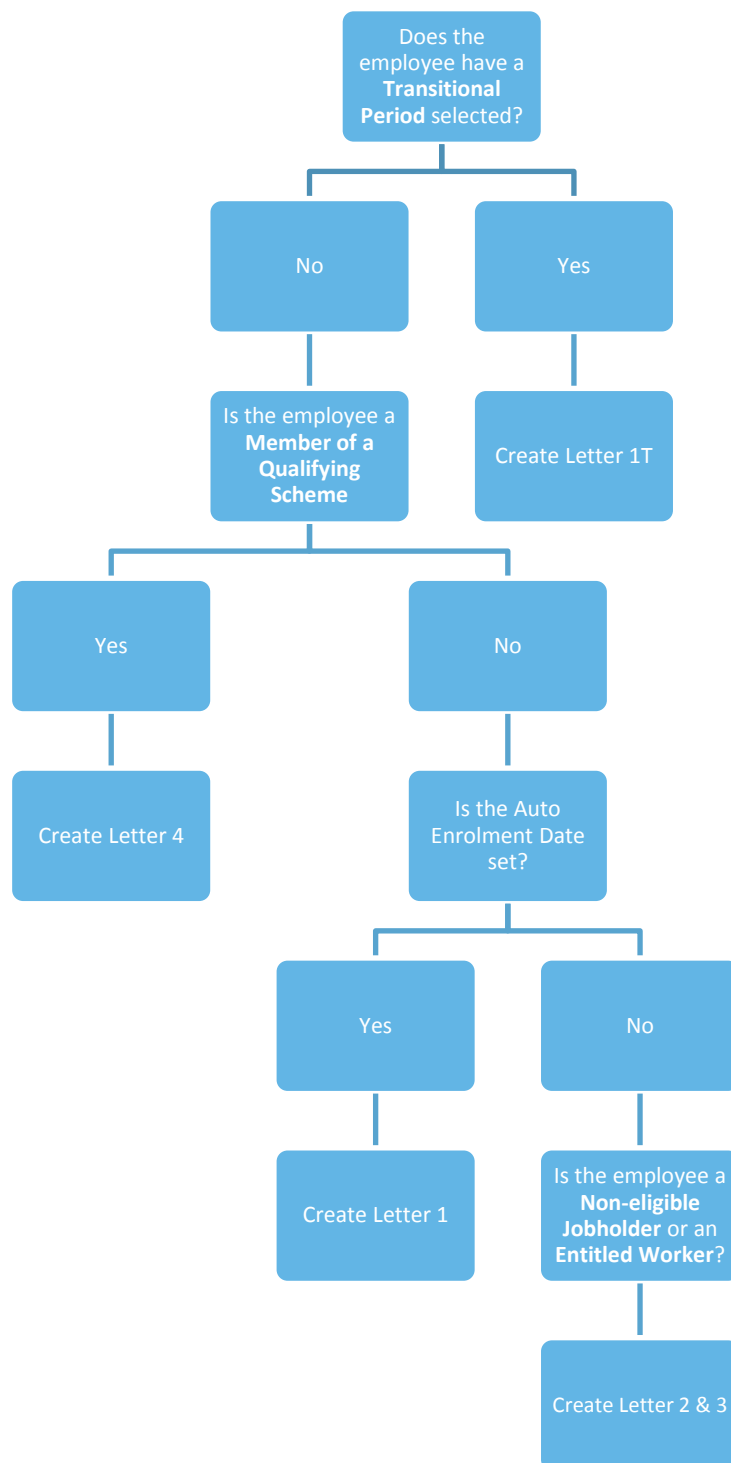 Does the
employee have a
Transitional
Period selected?
No
Yes
Is the employee a
Member of a
Qualifying
Scheme
Create Letter 1T
Yes
No
Create Letter 4
Is the Auto
Enrolment Date
set?
Yes
No
Create Letter 1
Is the employee a
Non-eligible
Jobholder or an
Entitled Worker?
Create Letter 2 & 3